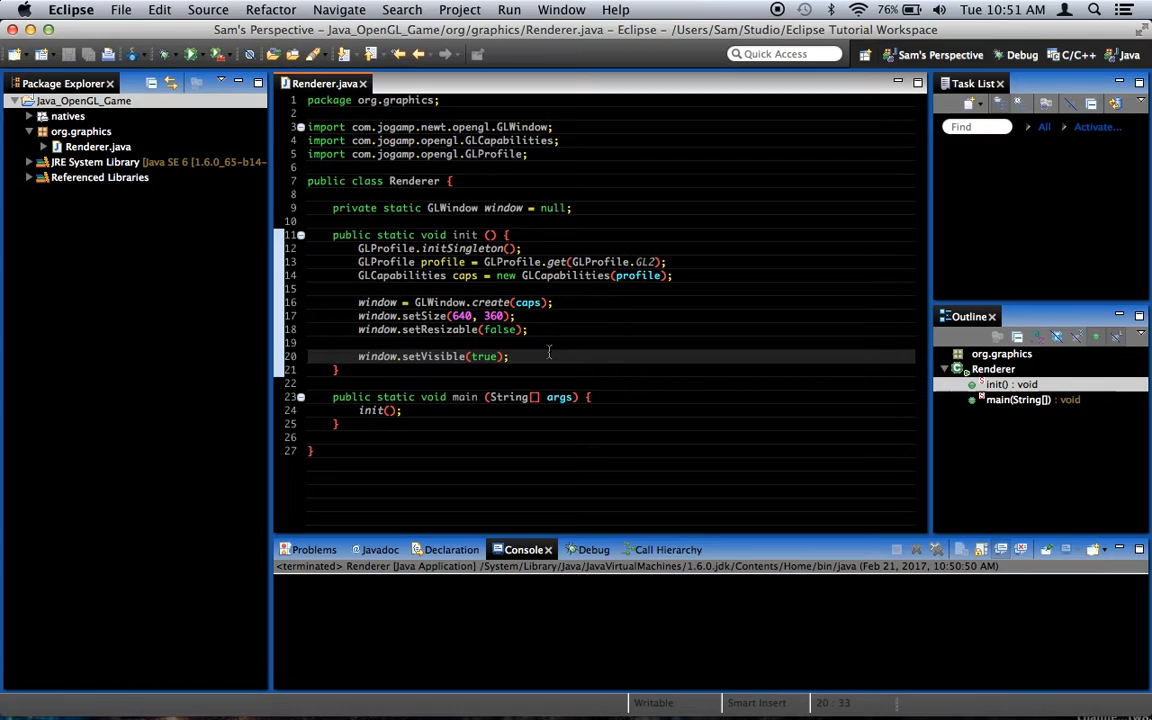 Eclipse File Edit Source Refactor Navigate Search Project Run Window Help 76% Tue 10:51 AM
Sam's Perspective - Java_OpenGL_Game/org/graphics/Renderer.java - Eclipse - /Users/Sam/Studio/Eclipse Tutorial Workspace
Quick Access Sam's Perspective Debug C/C++ Java
Package Explorer
Java_OpenGL_Game
natives
org.graphics
Renderer.java
JRE System Library [Java SE 6 [1.6.0_65-b14-
Referenced Libraries
Renderer.java
1 package org.graphics;
2
3 import com.jogamp.newt.opengl.GLWindow;
4 import com.jogamp.opengl.GLCapabilities;
5 import com.jogamp.opengl.GLProfile;
6
7 public class Renderer {
8
9 private static GLWindow window = null;
10
11 public static void init () {
12 GLProfile.initSingleton();
13 GLProfile profile = GLProfile.get(GLProfile.GL2);
14 GLCapabilities caps = new GLCapabilities(profile);
15
16 window = GLWindow.create(caps);
17 window.setSize(640, 360);
18 window.setResizable(false);
19
20 window.setVisible(true);
21 }
22
23 public static void main (String[] args) {
24 init();
25 }
26
27 }
Task List
Find All Activate...
Outline
org.graphics
Renderer
init() : void
main(String[]) : void
Problems Javadoc Declaration Console Debug Call Hierarchy
<terminated> Renderer [Java Application] /System/Library/Java/JavaVirtualMachines/1.6.0.jdk/Contents/Home/bin/java (Feb 21, 2017, 10:50:50 AM)
Writable Smart Insert 20 : 33